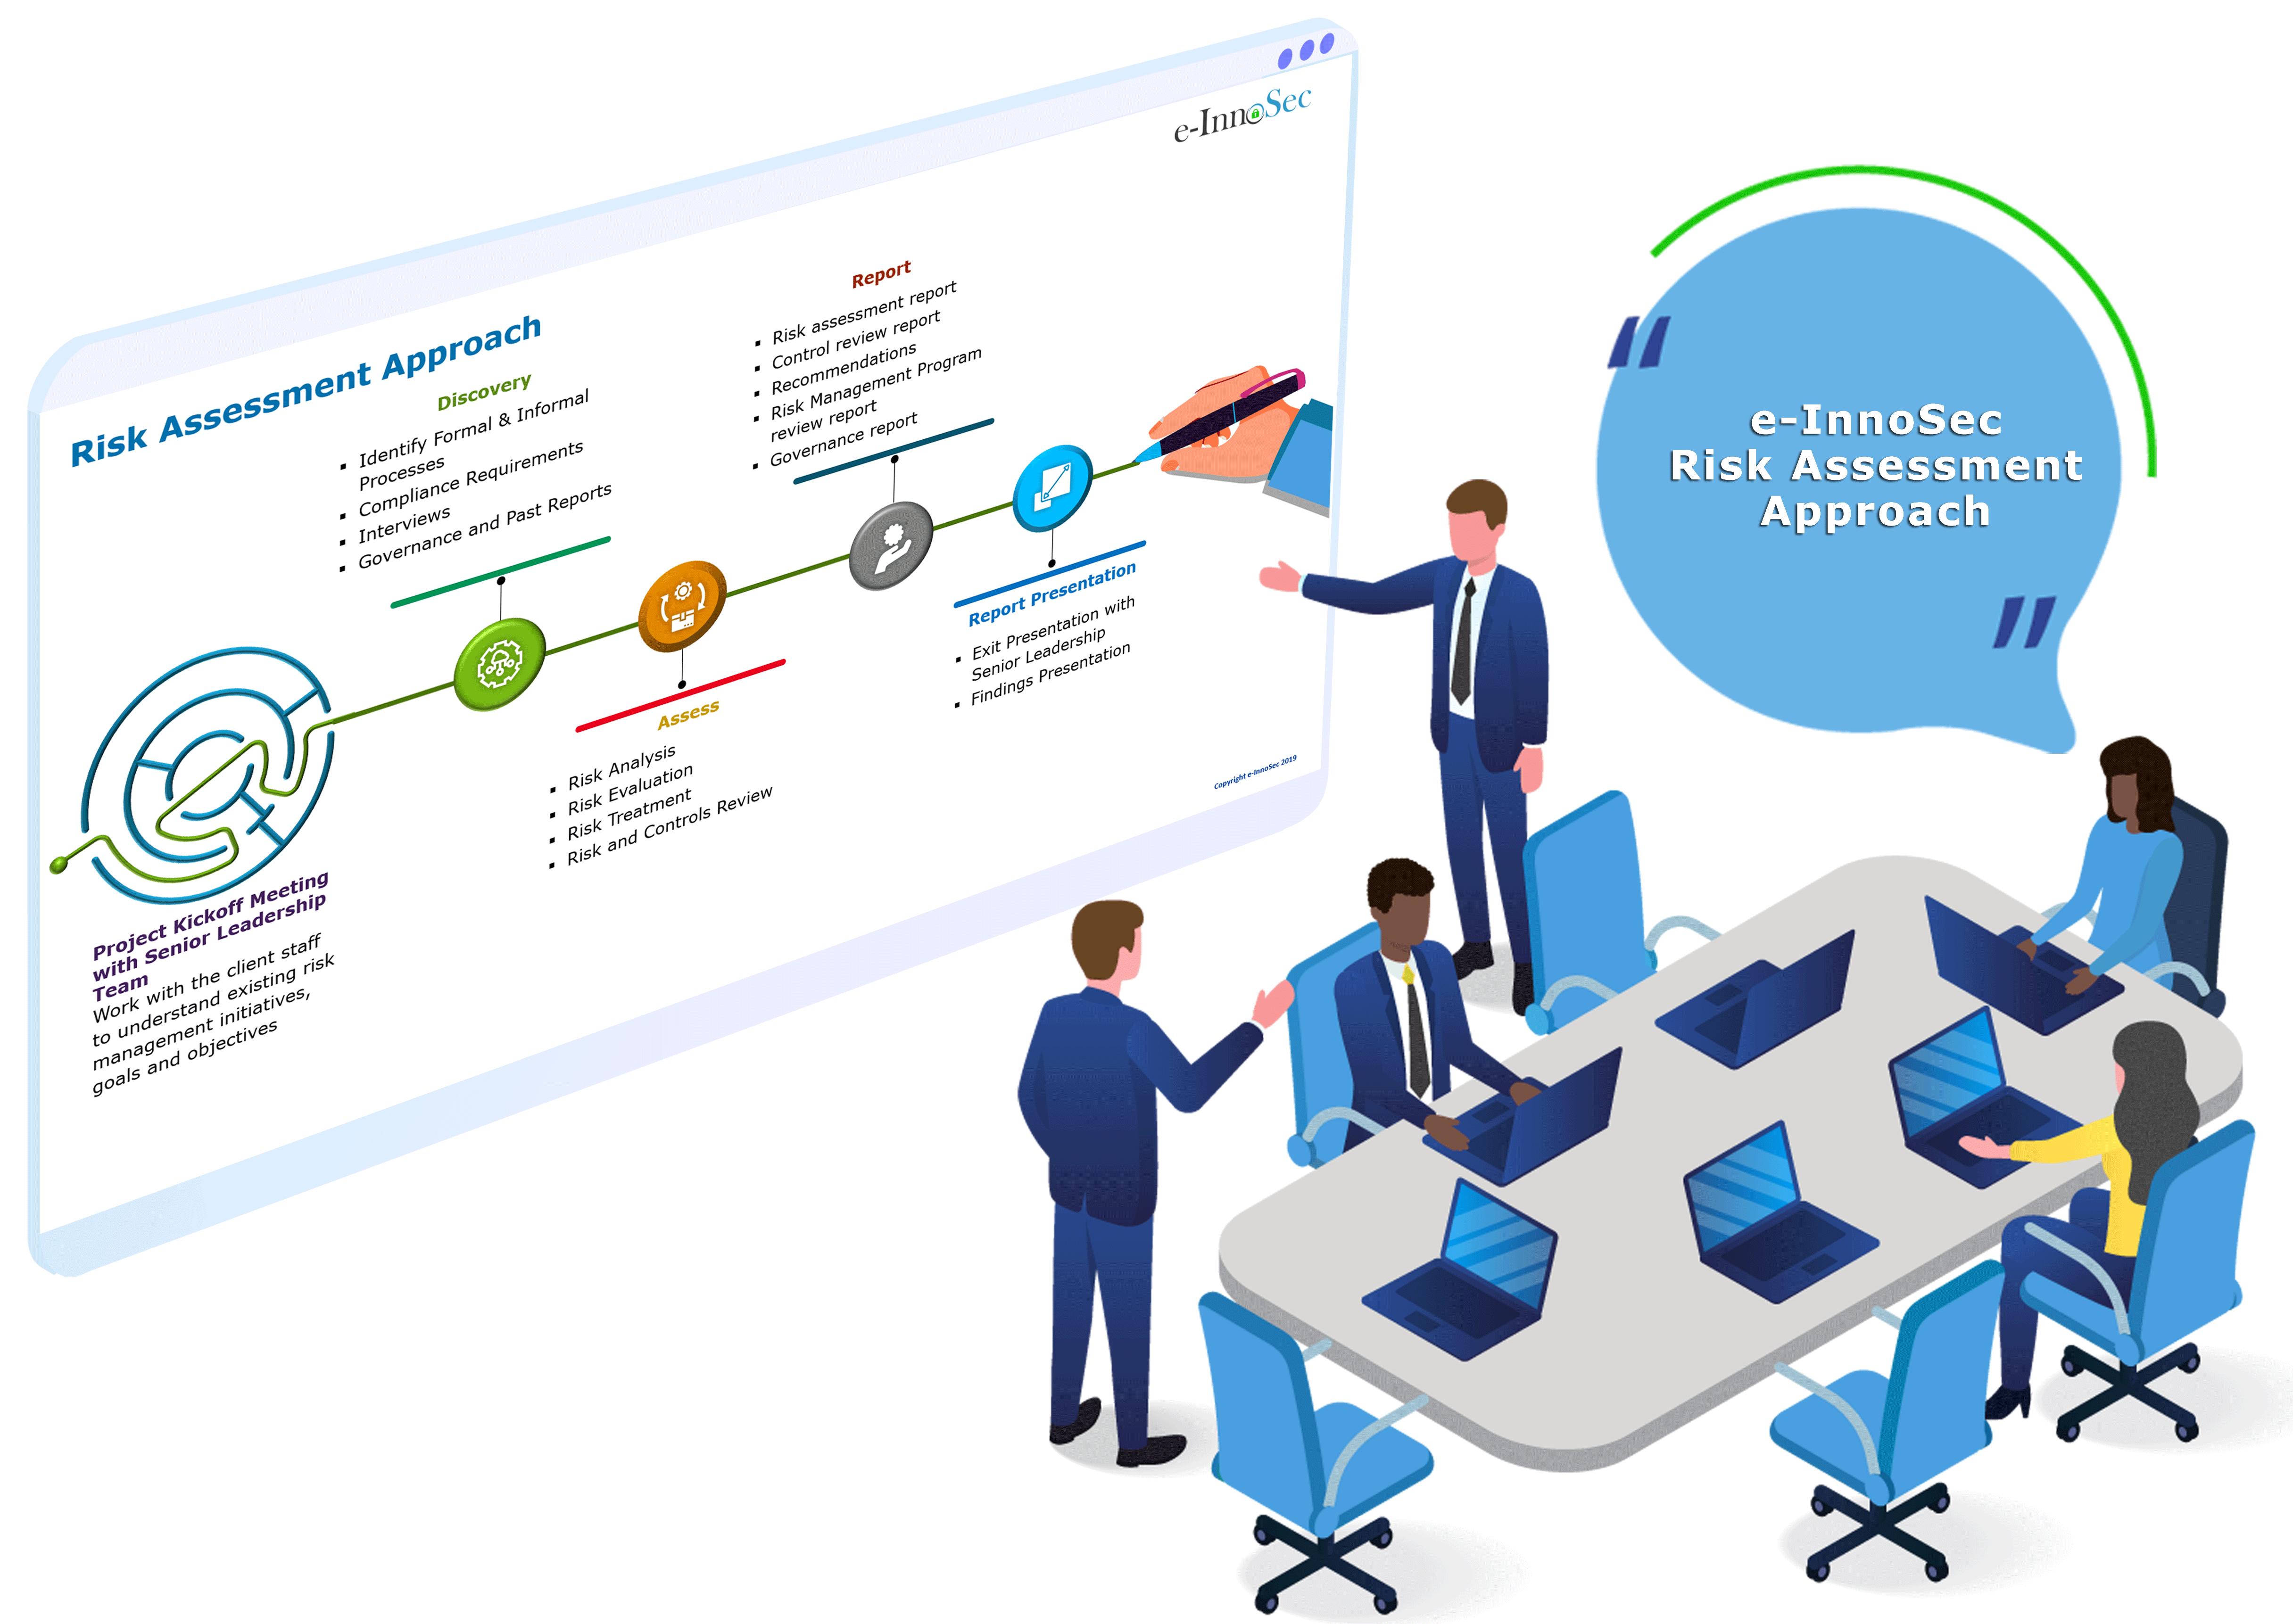 e-InnoSec
Risk Assessment Approach
Discovery
▪ Identify Formal & Informal
Processes
▪ Compliance Requirements
▪ Interviews
▪ Governance and Past Reports
Report
▪ Risk assessment report
▪ Control review report
▪ Recommendations
▪ Risk Management Program
review report
▪ Governance report
Assess
▪ Risk Analysis
▪ Risk Evaluation
▪ Risk Treatment
▪ Risk and Controls Review
Report Presentation
▪ Exit Presentation with
Senior Leadership
▪ Findings Presentation
Project Kickoff Meeting
with Senior Leadership
Team
Work with the client staff
to understand existing risk
management initiatives,
goals and objectives
Copyright e-InnoSec 2019
"
e-InnoSec
Risk Assessment
Approach
"